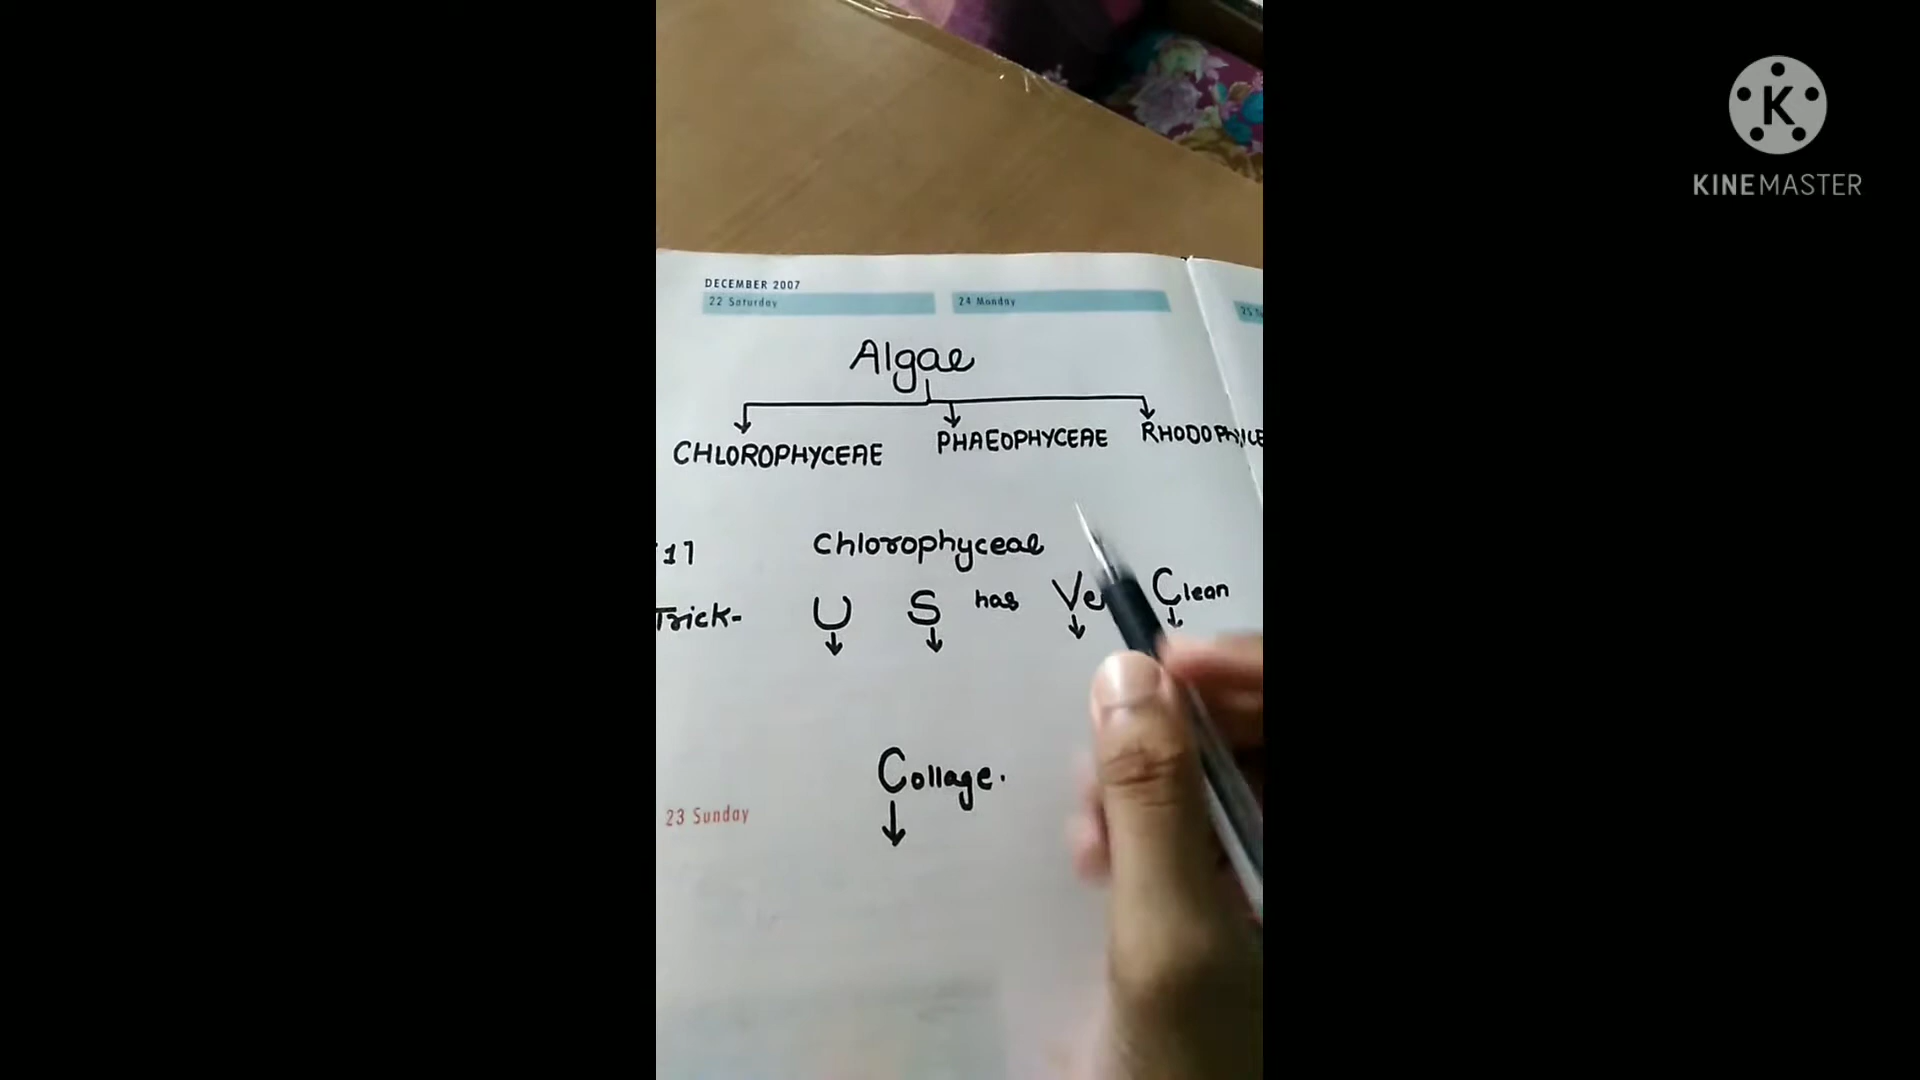 KINEMASTER
DECEMBER 2007
22 Saturday 24 Monday
Algae
CHLOROPHYCEAE PHAEOPHYCEAE
Chlorophyceae
Trick- U S has Clean
Collage.
23 Sunday